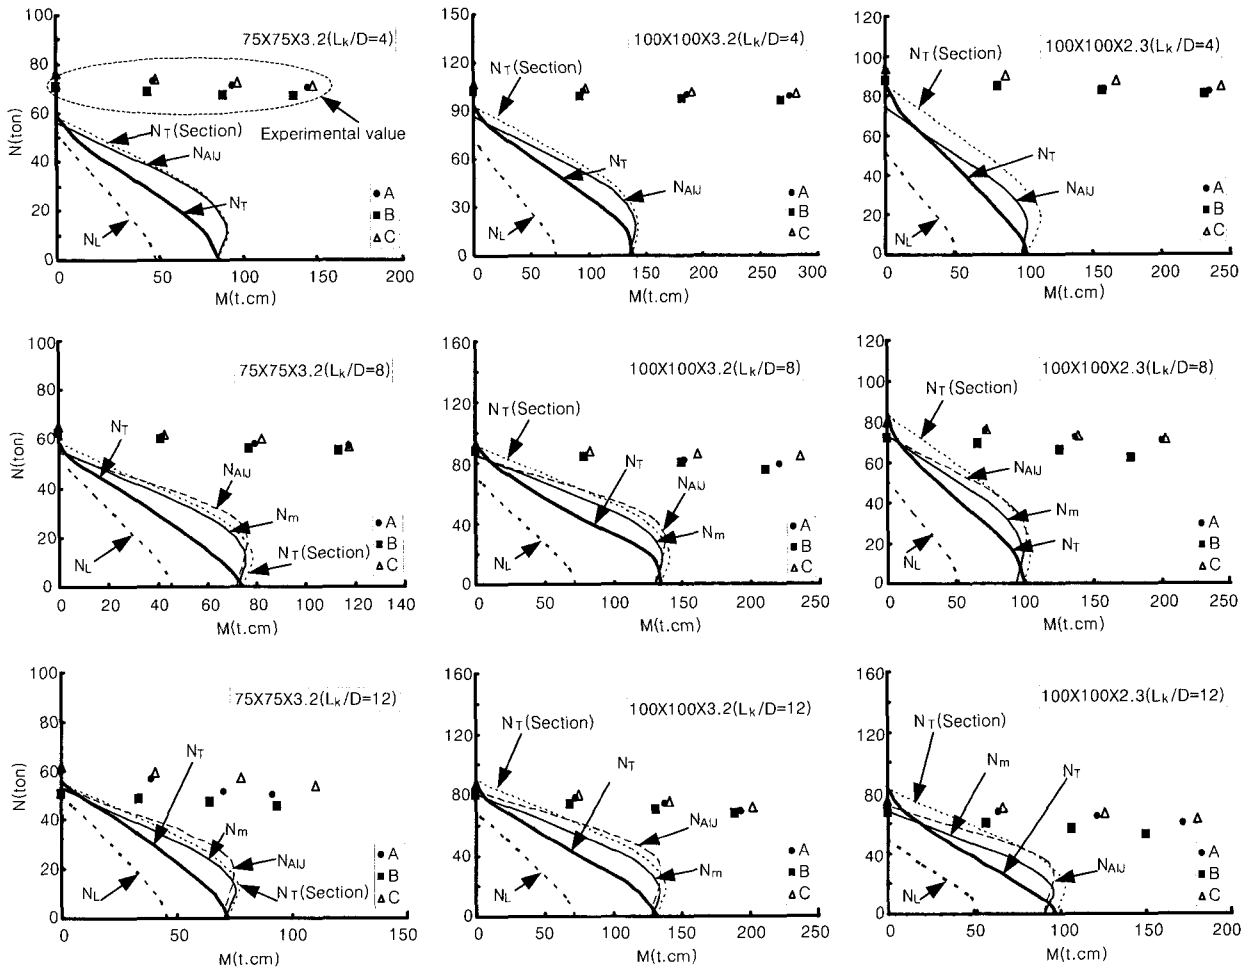 75X75X3.2(Lk/D=4)
N(ton)
100
80
60
40
20
0
NT(Section)
Experimental value
NAIJ
NT
NL
A
B
C
0 50 100 150 200
M(t.cm)
100X100X3.2(Lk/D=4)
150
120
90
60
30
0
NT(Section)
NT
NAIJ
NL
A
B
C
0 50 100 150 200 250 300
M(t.cm)
100X100X2.3(Lk/D=4)
100
80
60
40
20
0
NT(Section)
NT
NAIJ
NL
A
B
C
0 50 100 150 200 250
M(t.cm)
75X75X3.2(Lk/D=8)
N(ton)
100
80
60
40
20
0
NT
NAIJ
Nm
NT(Section)
NL
A
B
C
0 20 40 60 80 100 120 140
M(t.cm)
100X100X3.2(Lk/D=8)
160
120
80
40
0
NT(Section)
NT
NAIJ
Nm
NL
A
B
C
0 50 100 150 200 250
M(t.cm)
100X100X2.3(Lk/D=8)
120
100
80
60
40
20
0
NT(Section)
NAIJ
Nm
NT
NL
A
B
C
0 50 100 150 200 250
M(t.cm)
75X75X3.2(Lk/D=12)
N(ton)
100
80
60
40
20
0
NT
Nm
NAIJ
NT(Section)
NL
A
B
C
0 50 100 150
M(t.cm)
100X100X3.2(Lk/D=12)
160
120
80
40
0
NT(Section)
NT
NAIJ
Nm
NL
A
B
C
0 50 100 150 200 250
M(t.cm)
100X100X2.3(Lk/D=12)
160
120
80
40
0
NT(Section)
Nm
NT
NAIJ
NL
A
B
C
0 50 100 150 200
M(t.cm)